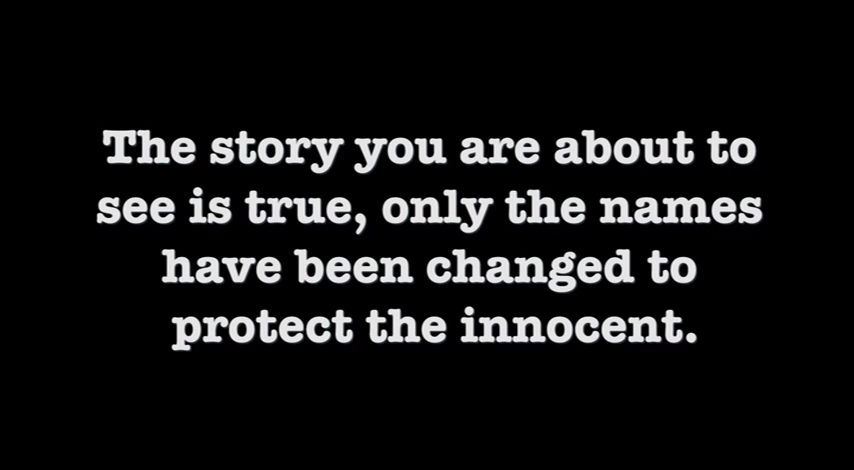 The story you are about to
see is true, only the names
have been changed to
protect the innocent.